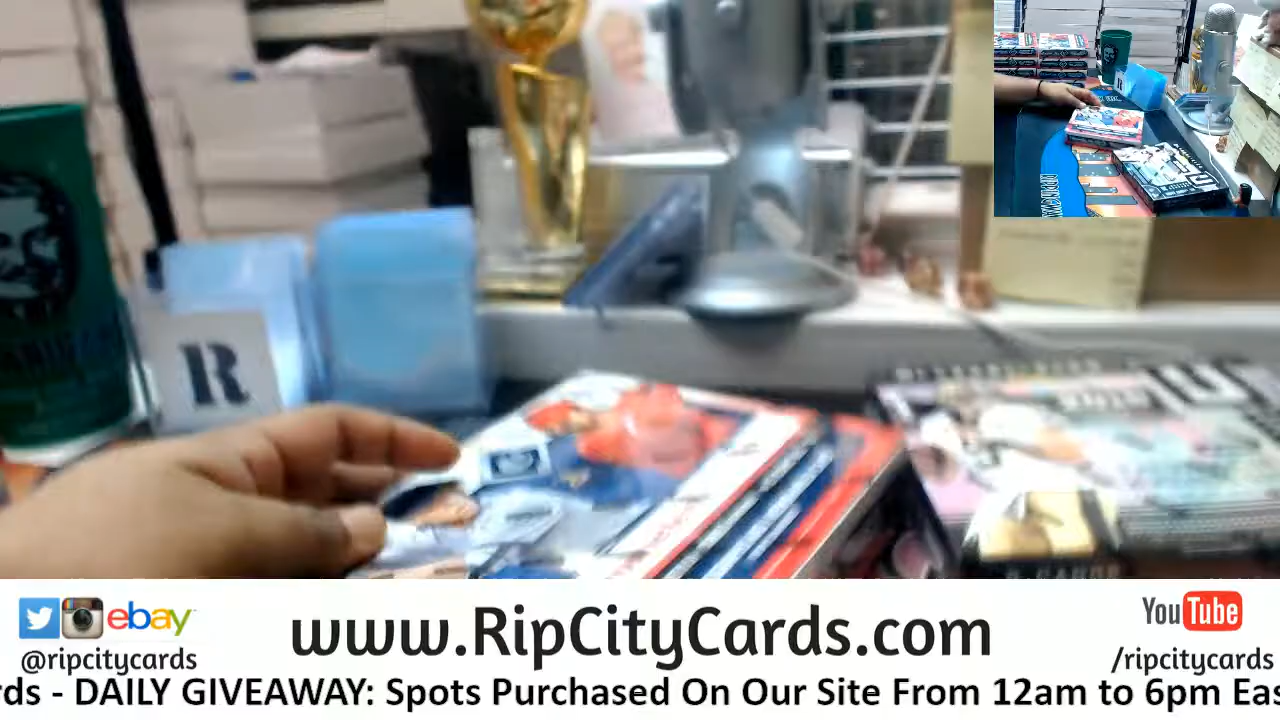 R
ebay
www.RipCityCards.com
YouTube
@ripcitycards
/ripcitycards
rds - DAILY GIVEAWAY: Spots Purchased On Our Site From 12am to 6pm Eas